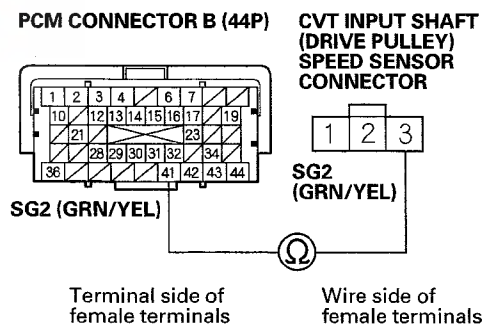 PCM CONNECTOR B (44P)
CVT INPUT SHAFT
(DRIVE PULLEY)
SPEED SENSOR
CONNECTOR
1 2 3 4 6 7
10 12 13 14 15 16 17 19
21 23
28 29 30 31 32 34
36 41 42 43 44
1 2 3
SG2 (GRN/YEL)
SG2
(GRN/YEL)
Ω
Terminal side of
female terminals
Wire side of
female terminals